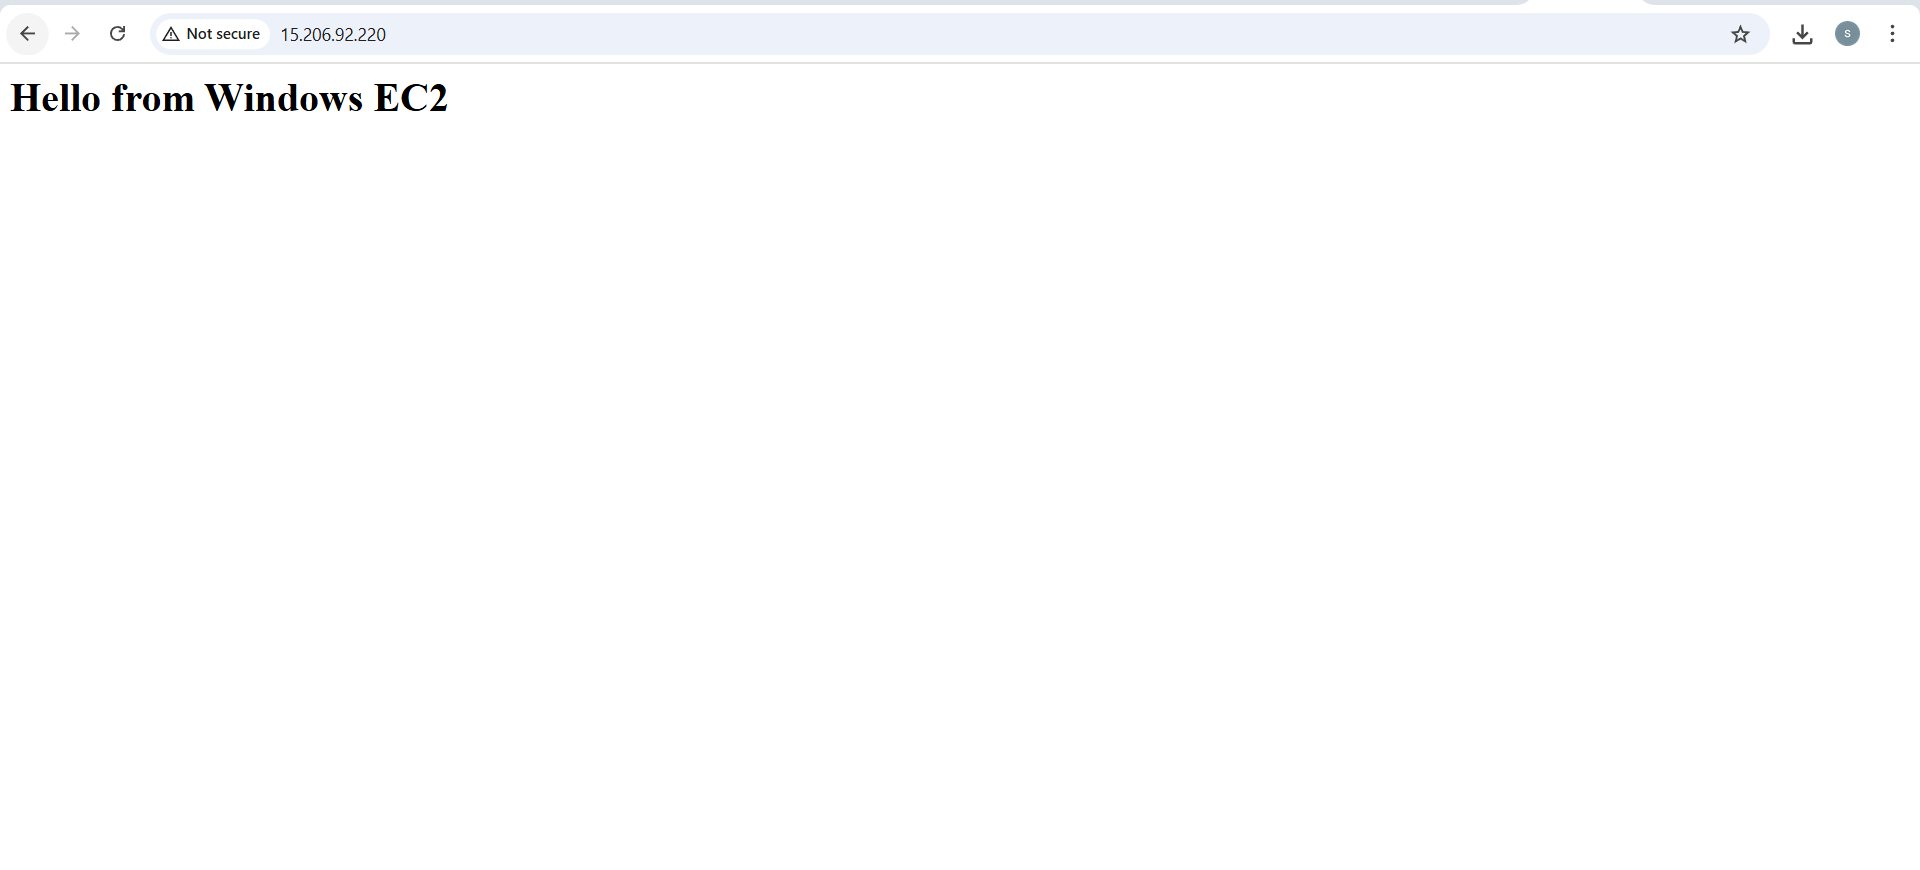 Not secure 15.206.92.220 S
Hello from Windows EC2